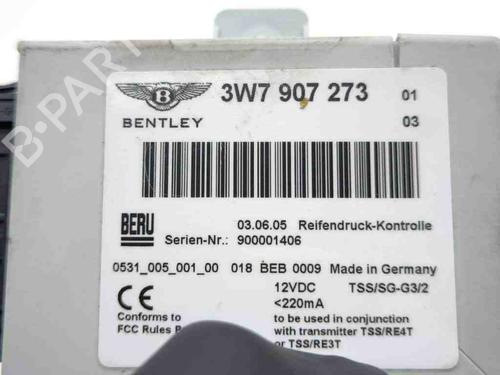 B-PARTS
B
3W7 907 273 01
BENTLEY 03
BERU 03.06.05 Reifendruck-Kontrolle
Serien-Nr.: 900001406
0531_005_001_00 018 BEB 0009 Made in Germany
CE 12VDC TSS/SG-G3/2
<220mA
Conforms to to be used in conjunction
FCC Rules with transmitter TSS/RE4T
or TSS/RE3T